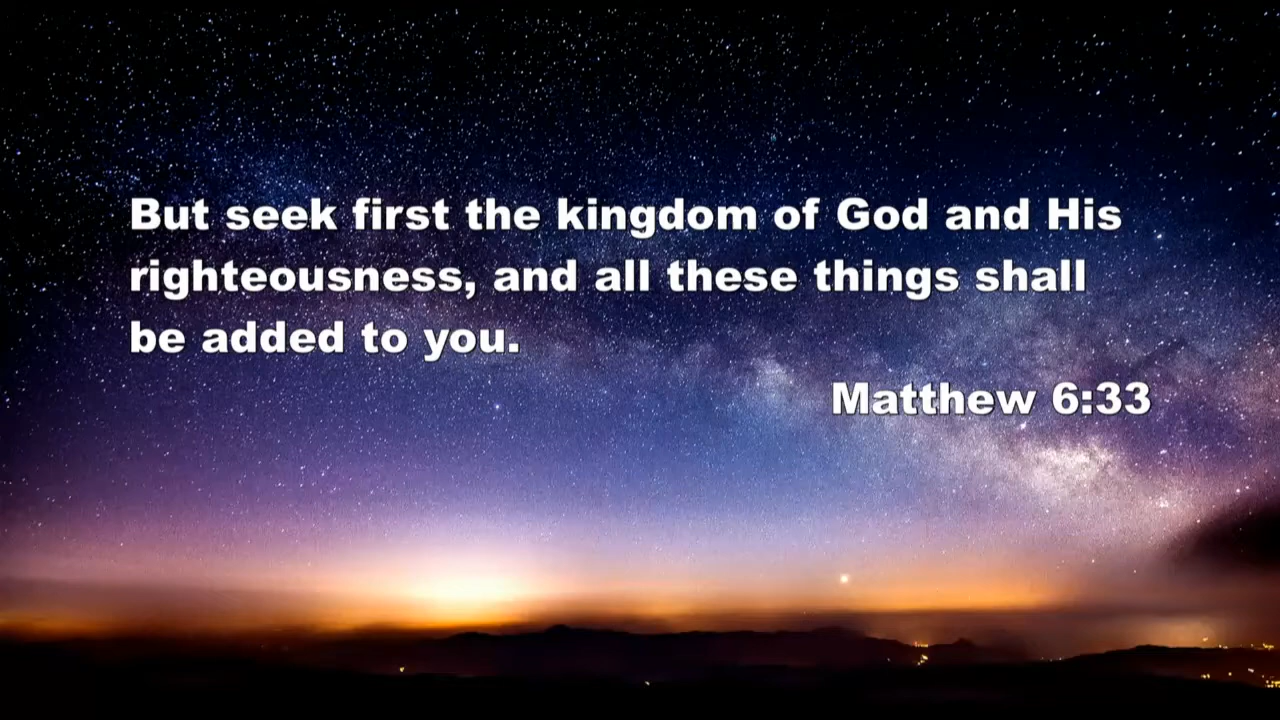 But seek first the kingdom of God and His
righteousness, and all these things shall
be added to you.
Matthew 6:33